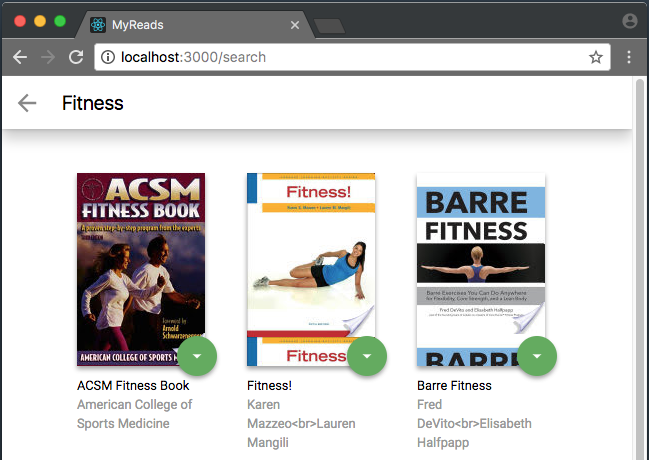 MyReads
localhost:3000/search
Fitness
ACSM
FITNESS BOOK
A proven step-by-step program from the experts
Foreword by
Arnold
Schwarzenegger
AMERICAN COLLEGE OF SPORTS M
Fitness!
Karen S. Mazzeo • Lauren M. Mangili
Fitness!
BARRE
FITNESS
Barre Exercises You Can Do Anywhere
for Flexibility, Core Strength, and a Lean Body
Fred DeVito and Elisabeth Halfpapp
BARRE
ACSM Fitness Book
American College of
Sports Medicine
Fitness!
Karen
Mazzeo<br>Lauren
Mangili
Barre Fitness
Fred
DeVito<br>Elisabeth
Halfpapp